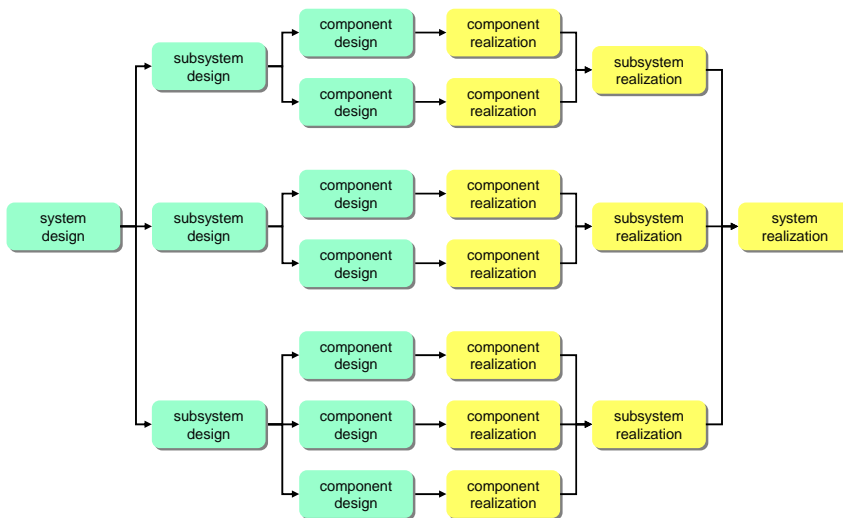 component
design
component
realization
subsystem
design
subsystem
realization
component
design
component
realization
component
design
component
realization
system
design
subsystem
design
subsystem
realization
system
realization
component
design
component
realization
component
design
component
realization
subsystem
design
component
design
component
realization
subsystem
realization
component
design
component
realization